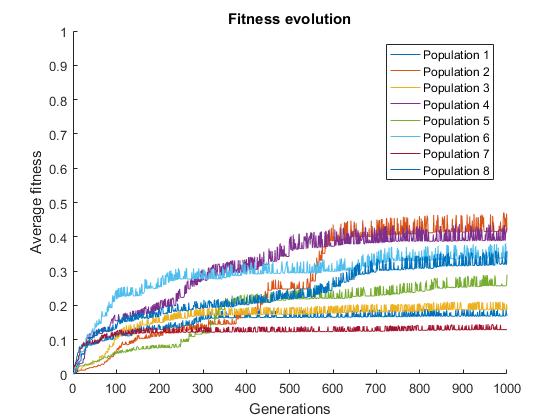 Fitness evolution
1
0.9
0.8
0.7
0.6
0.5
0.4
0.3
0.2
0.1
0
Average fitness
Population 1
Population 2
Population 3
Population 4
Population 5
Population 6
Population 7
Population 8
0 100 200 300 400 500 600 700 800 900 1000
Generations